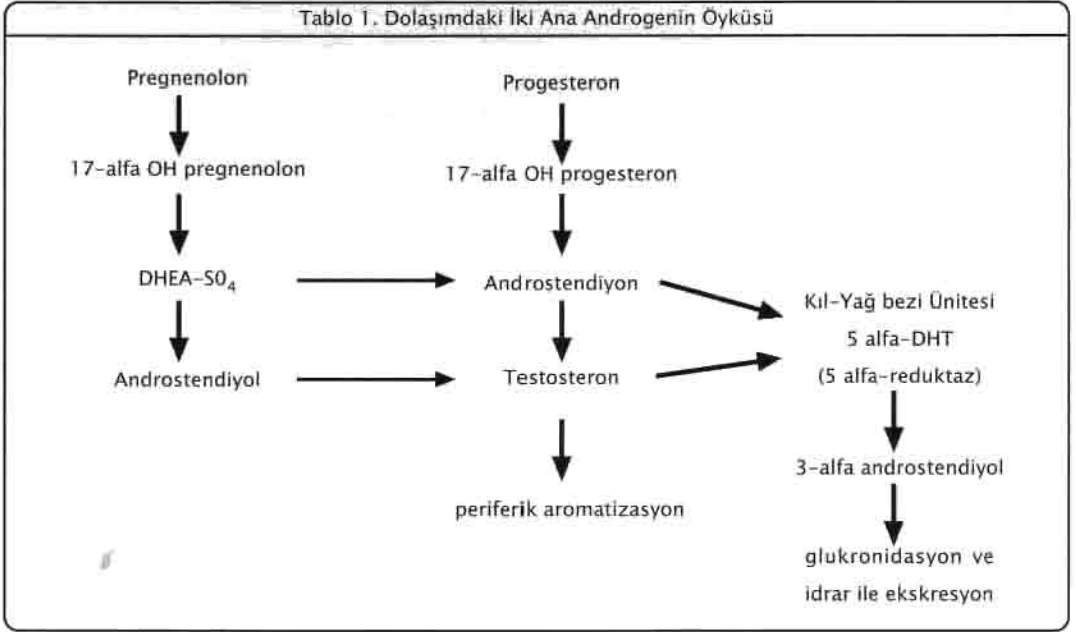 Tablo 1. Dolaşımdaki İki Ana Androgenin Öyküsü
Pregnenolon
Progesteron
17-alfa OH pregnenolon
17-alfa OH progesteron
DHEA-S0₄
Androstendiyon
Kıl-Yağ bezi Ünitesi
5 alfa-DHT
(5 alfa-reduktaz)
Androstendiyol
Testosteron
3-alfa androstendiyol
periferik aromatizasyon
glukronidasyon ve
idrar ile ekskresyon